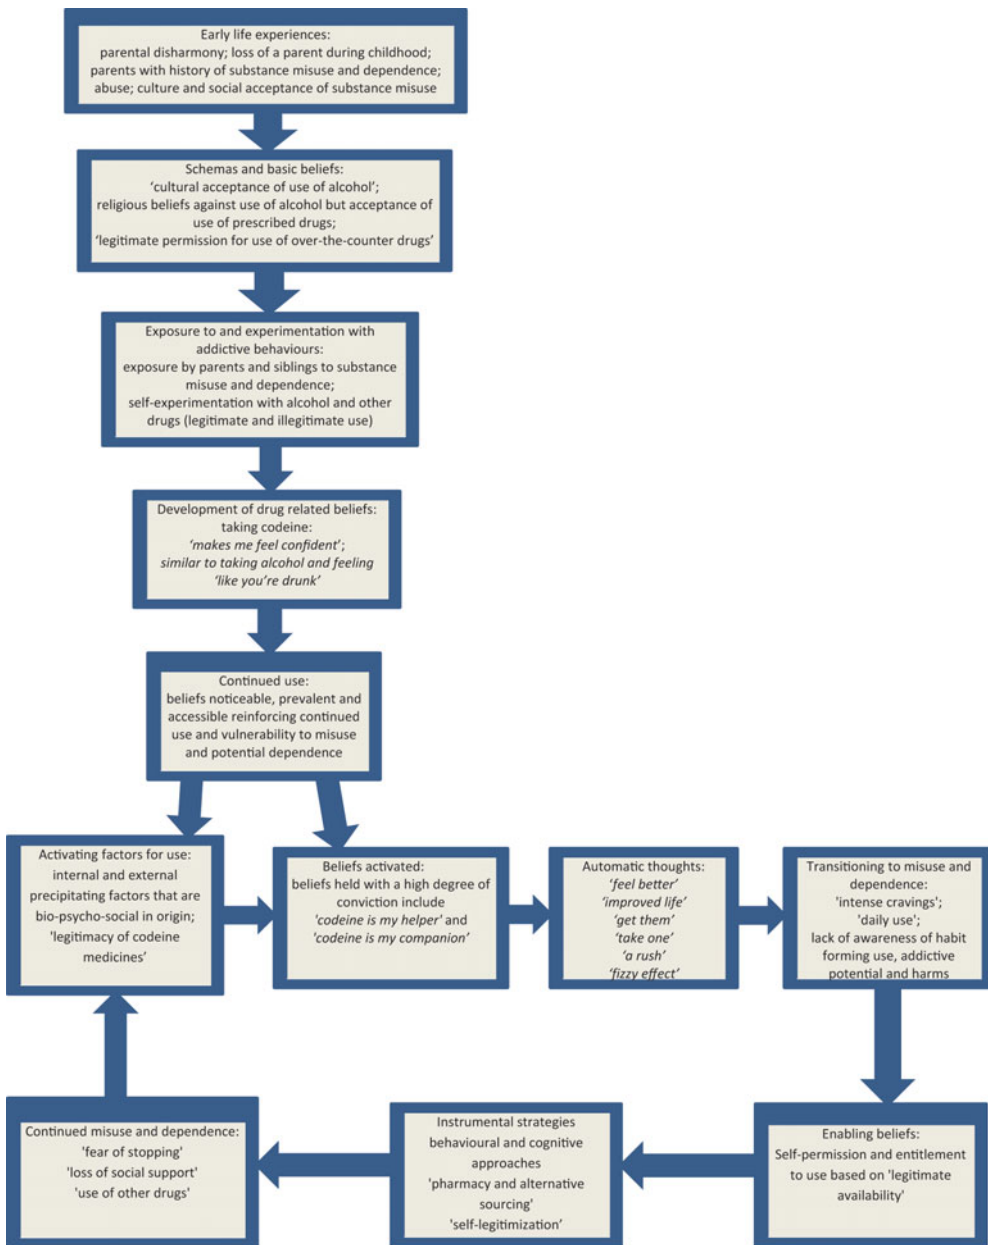 Early life experiences:
parental disharmony; loss of a parent during childhood;
parents with history of substance misuse and dependence;
abuse; culture and social acceptance of substance misuse
Schemas and basic beliefs:
‘cultural acceptance of use of alcohol’;
religious beliefs against use of alcohol but acceptance of
use of prescribed drugs;
‘legitimate permission for use of over-the-counter drugs’
Exposure to and experimentation with
addictive behaviours:
exposure by parents and siblings to substance
misuse and dependence;
self-experimentation with alcohol and other
drugs (legitimate and illegitimate use)
Development of drug related beliefs:
taking codeine:
‘makes me feel confident’;
similar to taking alcohol and feeling
‘like you’re drunk’
Continued use:
beliefs noticeable, prevalent and
accessible reinforcing continued
use and vulnerability to misuse
and potential dependence
Activating factors for use:
internal and external
precipitating factors that are
bio-psycho-social in origin;
'legitimacy of codeine
medicines’
Beliefs activated:
beliefs held with a high degree of
conviction include
‘codeine is my helper’ and
‘codeine is my companion’
Automatic thoughts:
‘feel better’
‘improved life’
‘get them’
‘take one’
‘a rush’
‘fizzy effect’
Transitioning to misuse and
dependence:
'intense cravings';
'daily use';
lack of awareness of habit
forming use, addictive
potential and harms
Enabling beliefs:
Self-permission and entitlement
to use based on 'legitimate
availability'
Instrumental strategies
behavioural and cognitive
approaches
'pharmacy and alternative
sourcing'
'self-legitimization’
Continued misuse and dependence:
'fear of stopping'
'loss of social support'
'use of other drugs'